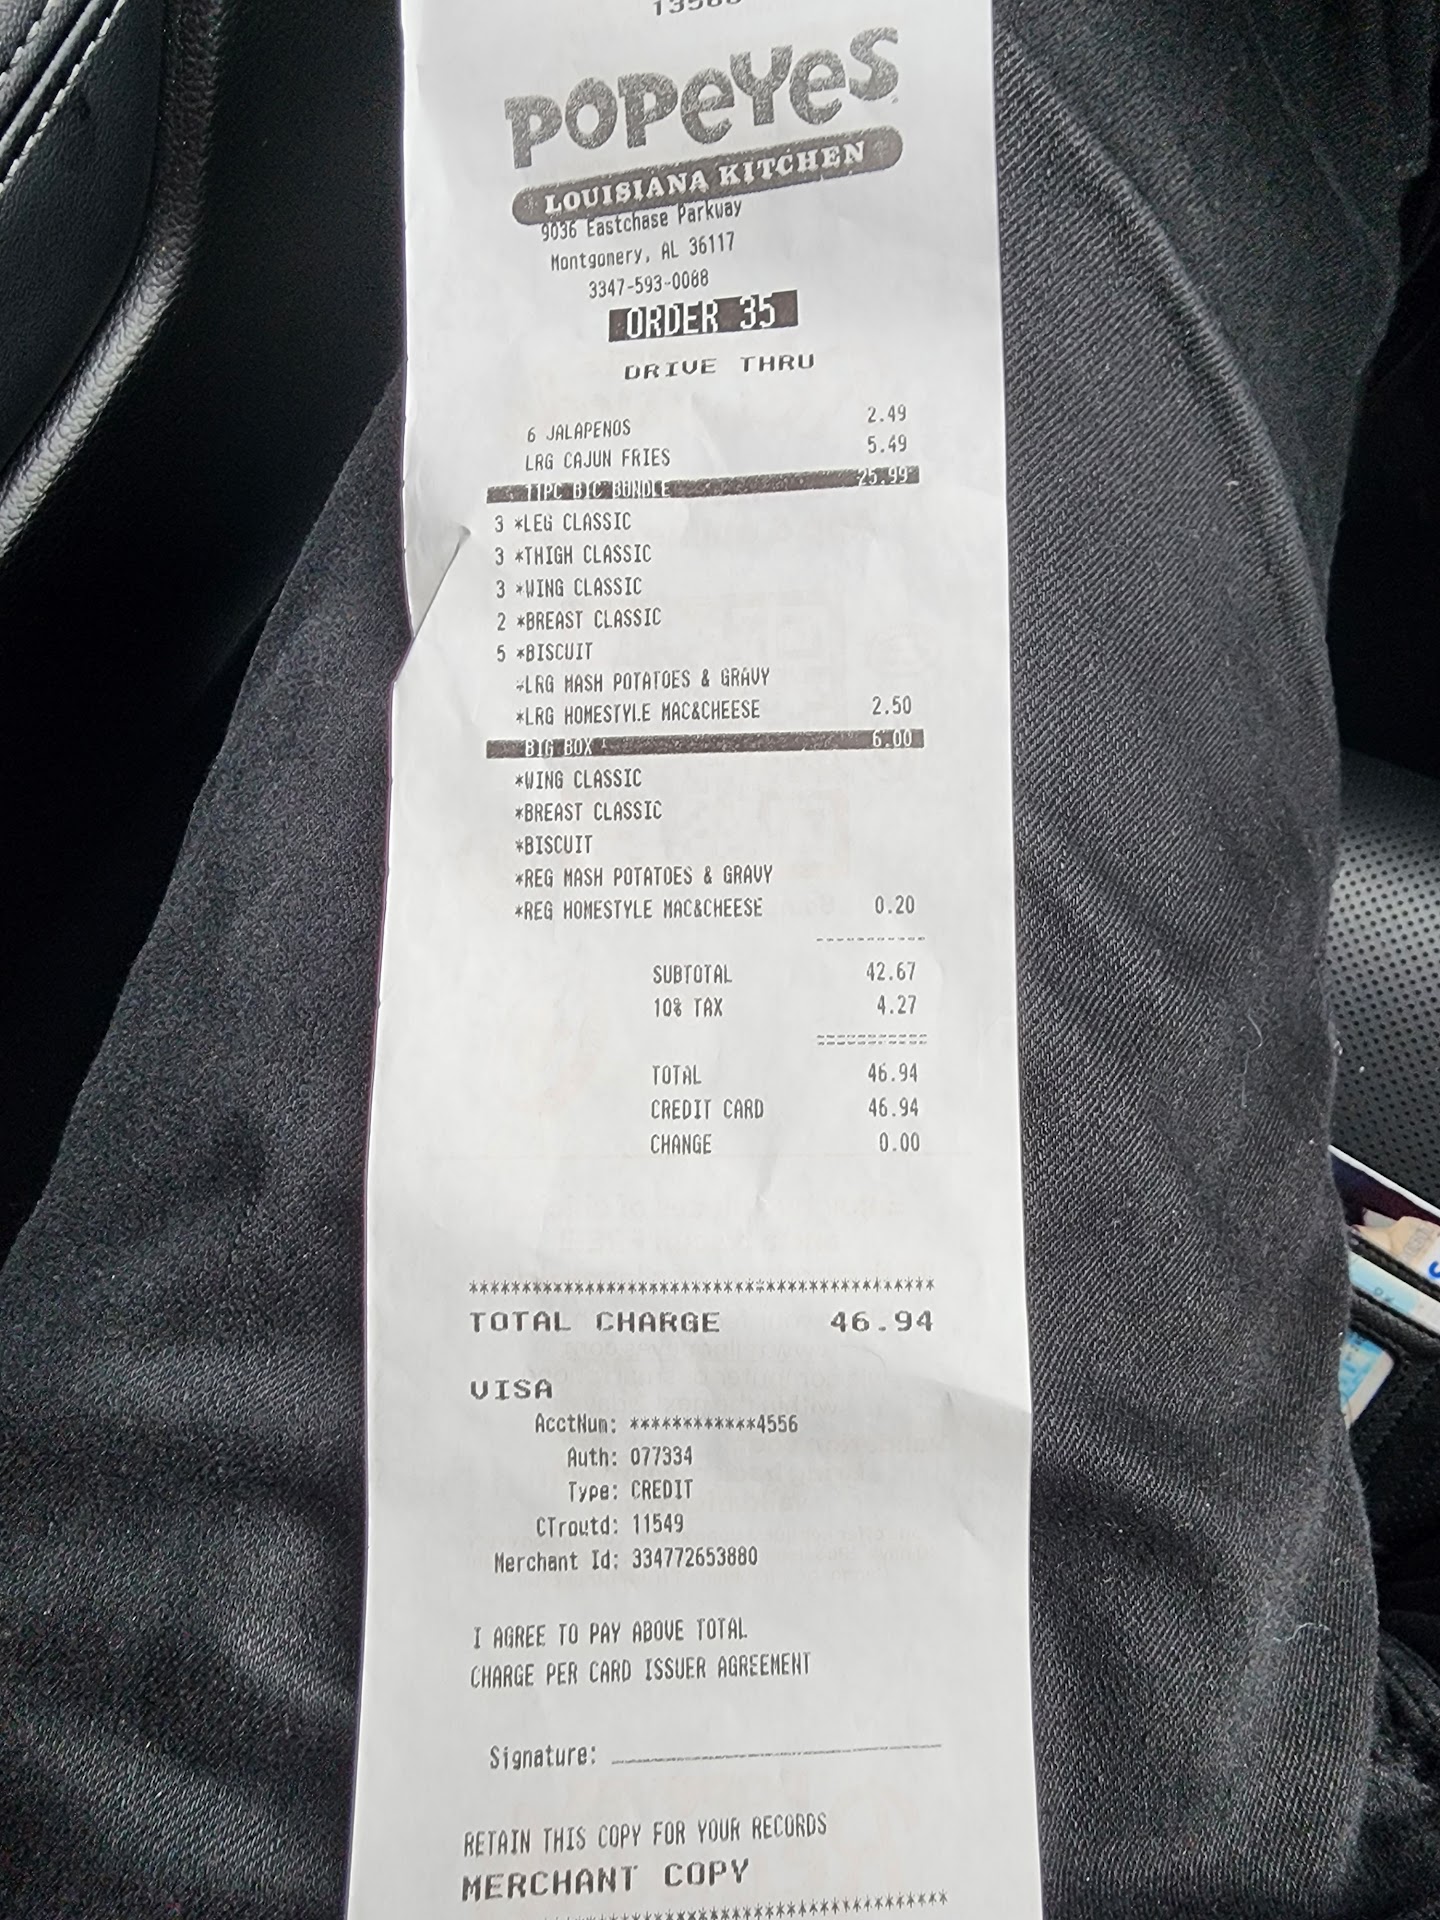 POPEYES
LOUISIANA KITCHEN
9036 Eastchase Parkway
Montgomery, AL 36117
3347-593-0088
ORDER 35
DRIVE THRU
6 JALAPENOS 2.49
LRG CAJUN FRIES 5.49
11PC BIC BUNDLE 25.99
3 *LEG CLASSIC
3 *THIGH CLASSIC
3 *WING CLASSIC
2 *BREAST CLASSIC
5 *BISCUIT
*LRG MASH POTATOES & GRAVY
*LRG HOMESTYLE MAC&CHEESE 2.50
BIG BOX 6.00
*WING CLASSIC
*BREAST CLASSIC
*BISCUIT
*REG MASH POTATOES & GRAVY
*REG HOMESTYLE MAC&CHEESE 0.20
-----------
SUBTOTAL 42.67
10% TAX 4.27
===========
TOTAL 46.94
CREDIT CARD 46.94
CHANGE 0.00
****************************************
TOTAL CHARGE 46.94
VISA
AcctNum: ************4556
Auth: 077334
Type: CREDIT
CTroutd: 11549
Merchant Id: 334772653880
I AGREE TO PAY ABOVE TOTAL
CHARGE PER CARD ISSUER AGREEMENT
Signature:
RETAIN THIS COPY FOR YOUR RECORDS
MERCHANT COPY
****************************************